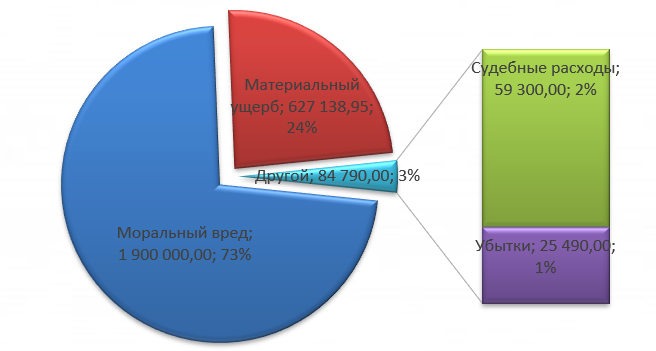 Материальный
ущерб; 627 138,95;
24%
Судебные расходы;
59 300,00; 2%
Другой; 84 790,00; 3%
Моральный вред;
1 900 000,00; 73%
Убытки; 25 490,00;
1%